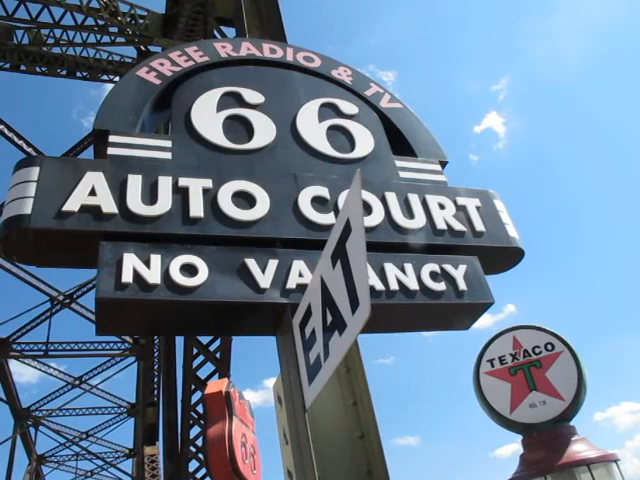 FREE RADIO & TV
66
AUTO COURT
NO VACANCY
EAT
TEXACO
T
66